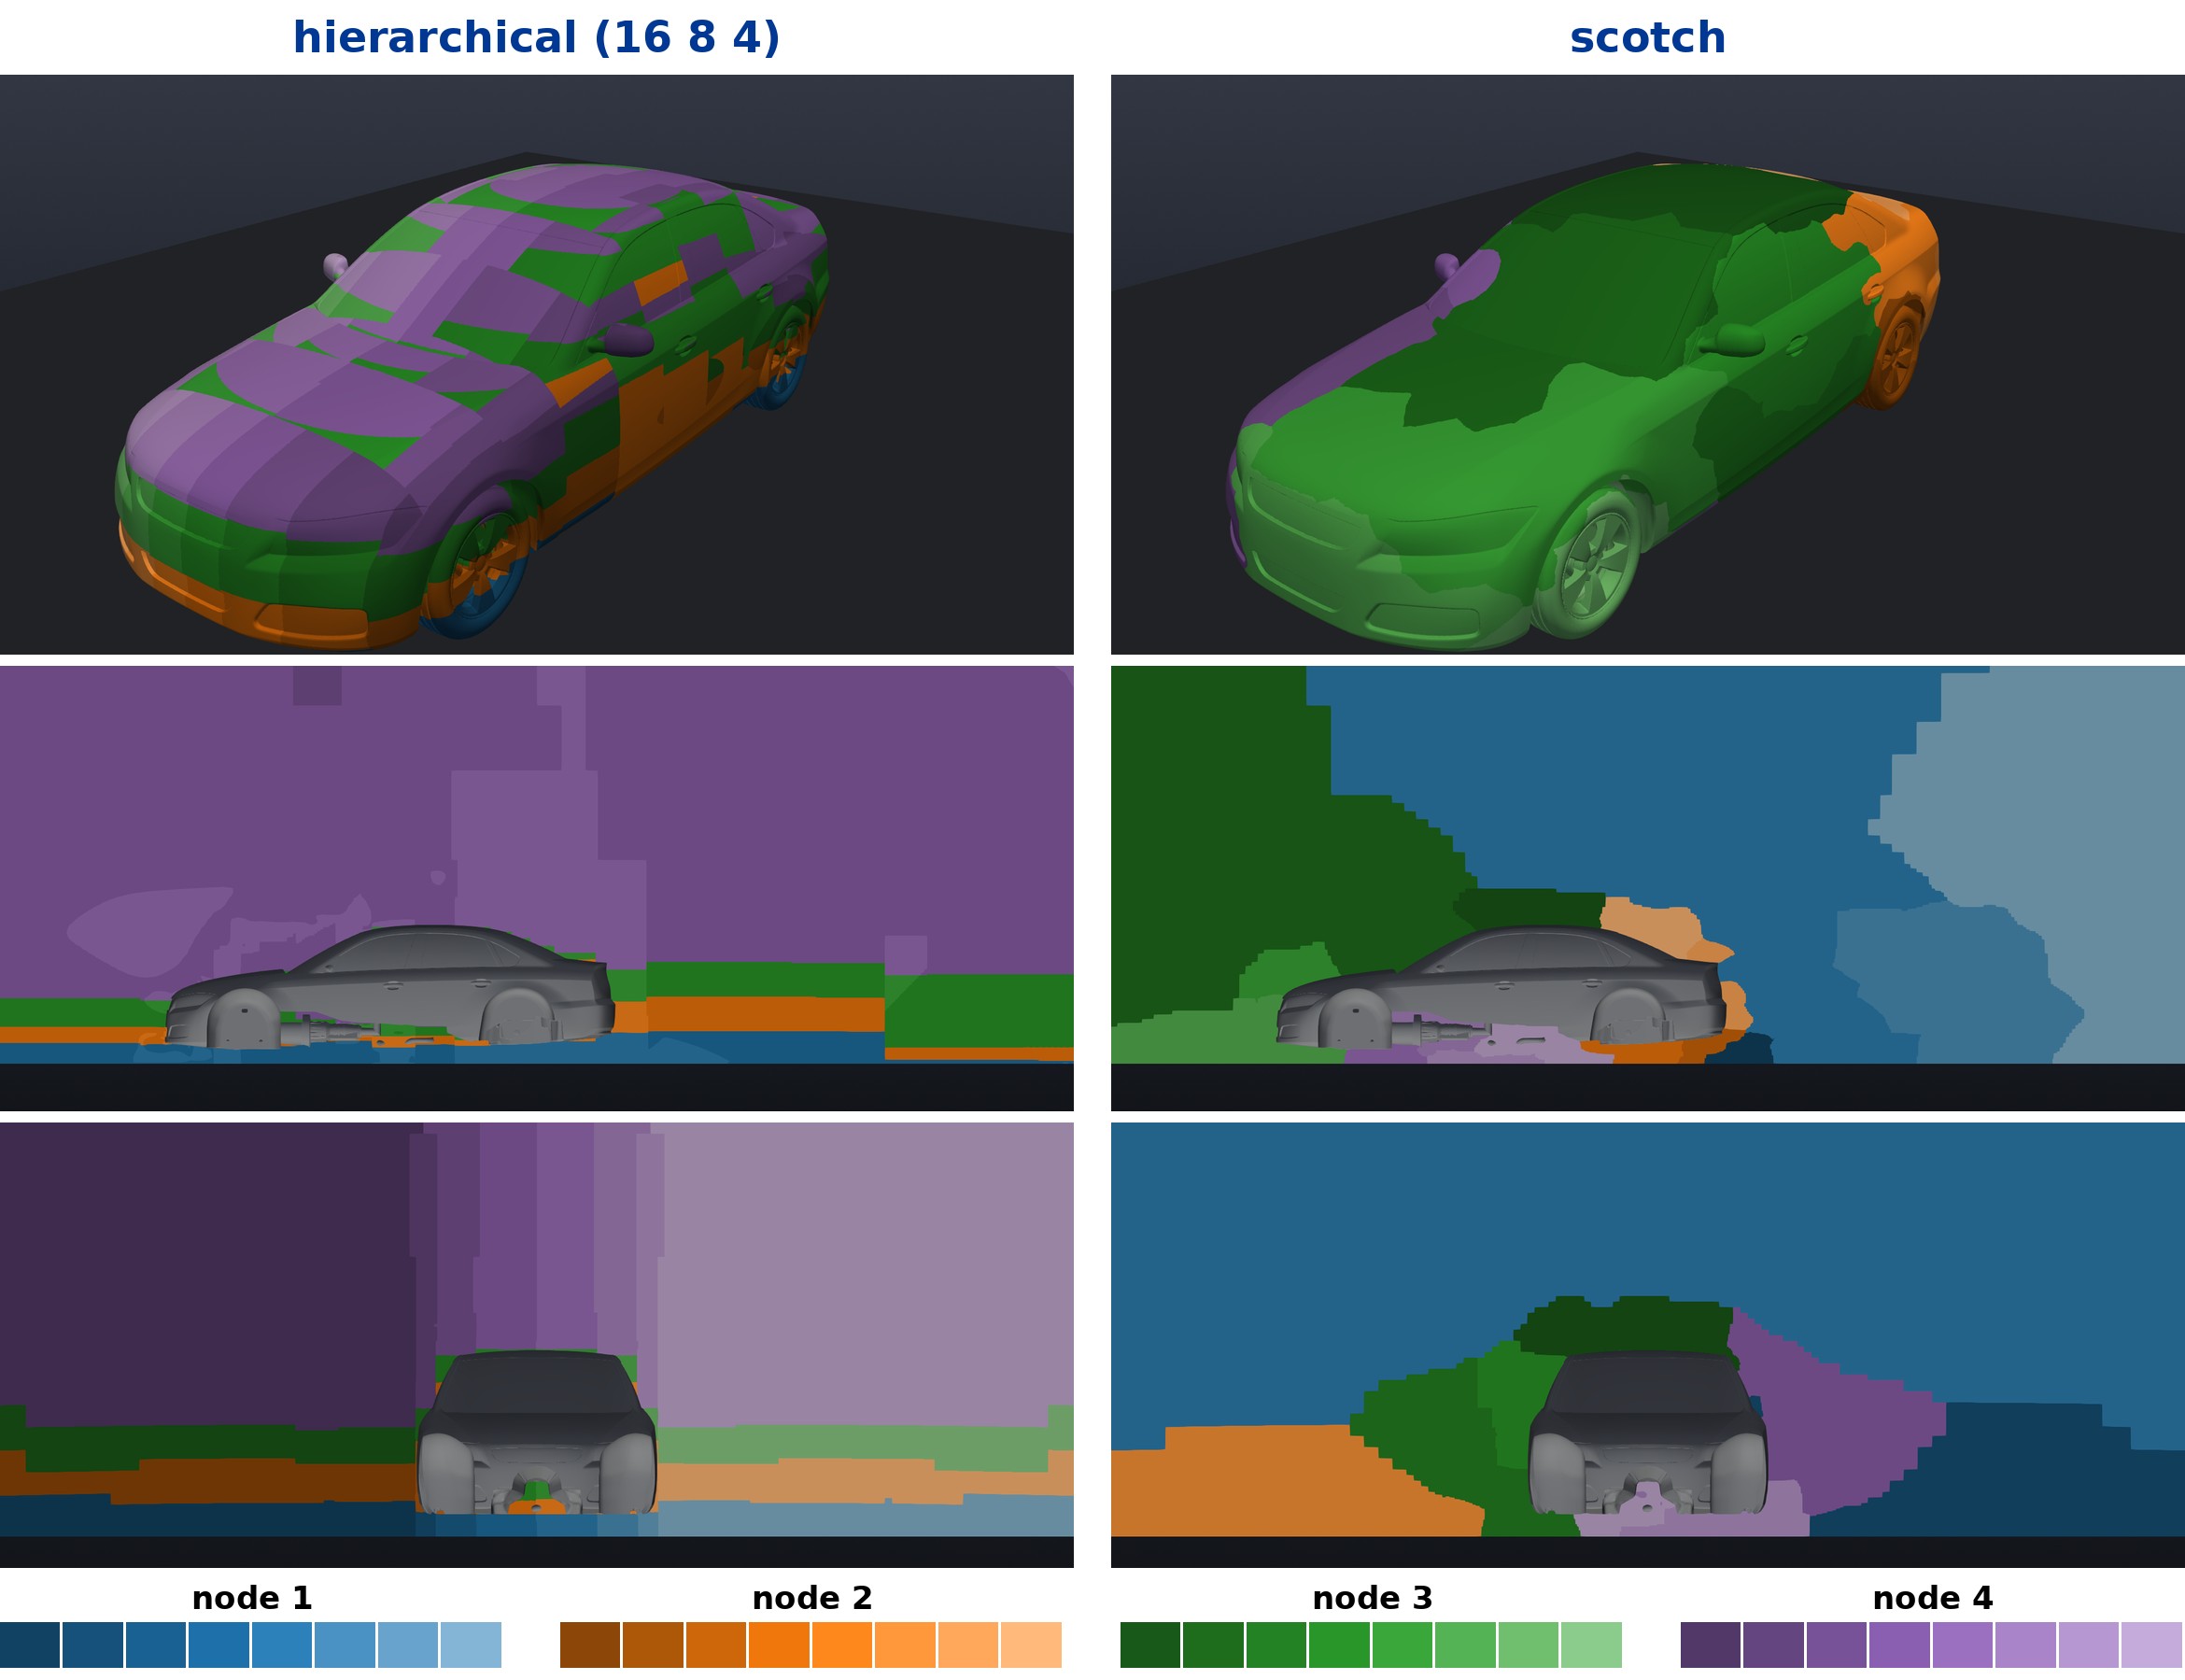 hierarchical (16 8 4)
scotch
node 1
node 2
node 3
node 4